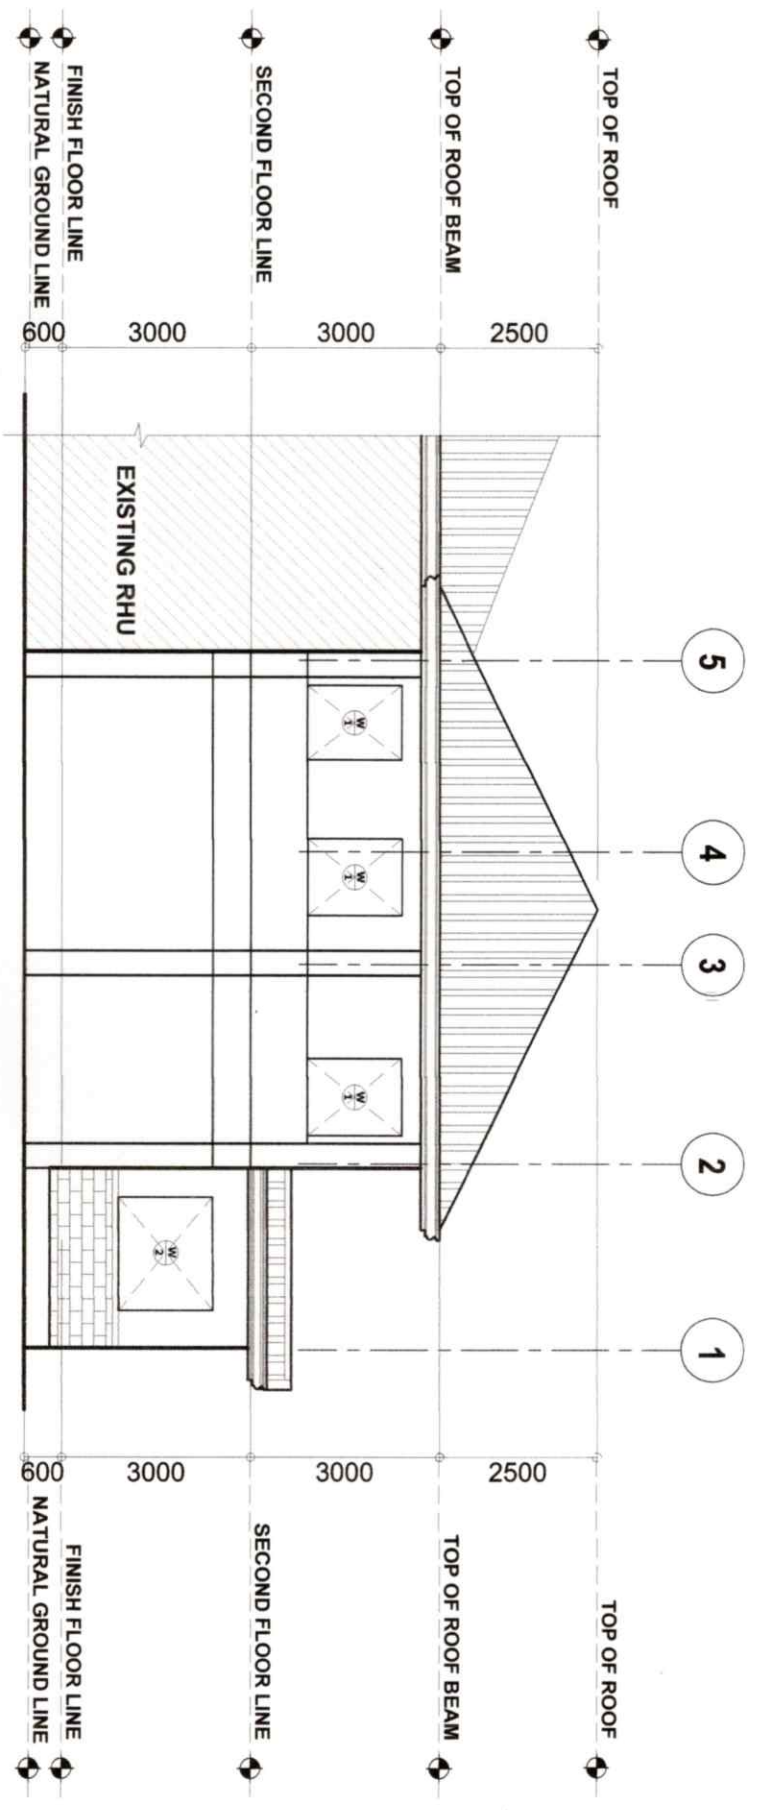 5 4 3 2 1
TOP OF ROOF
TOP OF ROOF BEAM
SECOND FLOOR LINE
FINISH FLOOR LINE
NATURAL GROUND LINE
2500
3000
3000
600
EXISTING RHU
W
1
W
1
W
1
W
2
2500
3000
3000
600
TOP OF ROOF
TOP OF ROOF BEAM
SECOND FLOOR LINE
FINISH FLOOR LINE
NATURAL GROUND LINE